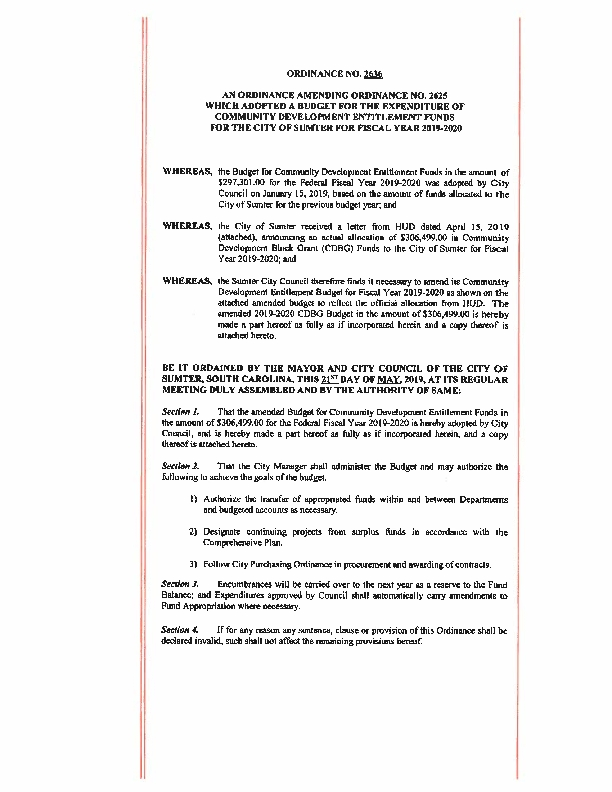 ORDINANCE NO. 2636
AN ORDINANCE AMENDING ORDINANCE NO. 2625
WHICH ADOPTED A BUDGET FOR THE EXPENDITURE OF
COMMUNITY DEVELOPMENT ENTITLEMENT FUNDS
FOR THE CITY OF SUMTER FOR FISCAL YEAR 2019-2020
WHEREAS, the Budget for Community Development Entitlement Funds in the amount of
$297,301.00 for the Federal Fiscal Year 2019-2020 was adopted by City
Council on January 15, 2019, based on the amount of funds allocated to the
City of Sumter for the previous budget year; and
WHEREAS, the City of Sumter received a letter from HUD dated April 15, 2019
(attached), announcing an actual allocation of $306,499.00 in Community
Development Block Grant (CDBG) Funds to the City of Sumter for Fiscal
Year 2019-2020; and
WHEREAS, the Sumter City Council therefore finds it necessary to amend its Community
Development Entitlement Budget for Fiscal Year 2019-2020 as shown on the
attached amended budget to reflect the official allocation from HUD. The
amended 2019-2020 CDBG Budget in the amount of $306,499.00 is hereby
made a part hereof as fully as if incorporated herein and a copy thereof is
attached hereto.
BE IT ORDAINED BY THE MAYOR AND CITY COUNCIL OF THE CITY OF
SUMTER, SOUTH CAROLINA, THIS 21ST DAY OF MAY, 2019, AT ITS REGULAR
MEETING DULY ASSEMBLED AND BY THE AUTHORITY OF SAME:
Section 1. That the amended Budget for Community Development Entitlement Funds in
the amount of $306,499.00 for the Federal Fiscal Year 2019-2020 is hereby adopted by City
Council, and is hereby made a part hereof as fully as if incorporated herein, and a copy
thereof is attached hereto.
Section 2. That the City Manager shall administer the Budget and may authorize the
following to achieve the goals of the budget.
1) Authorize the transfer of appropriated funds within and between Departments
and budgeted accounts as necessary.
2) Designate continuing projects from surplus funds in accordance with the
Comprehensive Plan.
3) Follow City Purchasing Ordinance in procurement and awarding of contracts.
Section 3. Encumbrances will be carried over to the next year as a reserve to the Fund
Balance; and Expenditures approved by Council shall automatically carry amendments to
Fund Appropriation where necessary.
Section 4. If for any reason any sentence, clause or provision of this Ordinance shall be
declared invalid, such shall not affect the remaining provisions hereof.